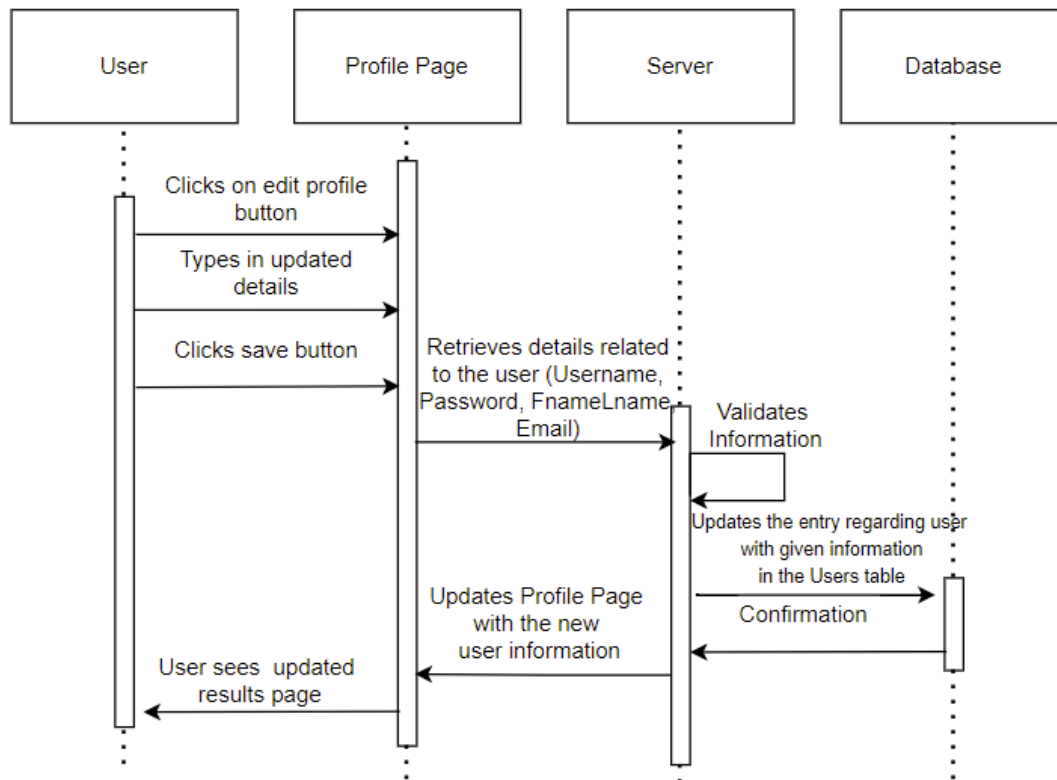 User
Profile Page
Server
Database
Clicks on edit profile
button
Types in updated
details
Clicks save button
Retrieves details related
to the user (Username,
Password, FnameLname,
Email)
Validates
Information
Updates the entry regarding user
with given information
in the Users table
Confirmation
Updates Profile Page
with the new
user information
User sees updated
results page